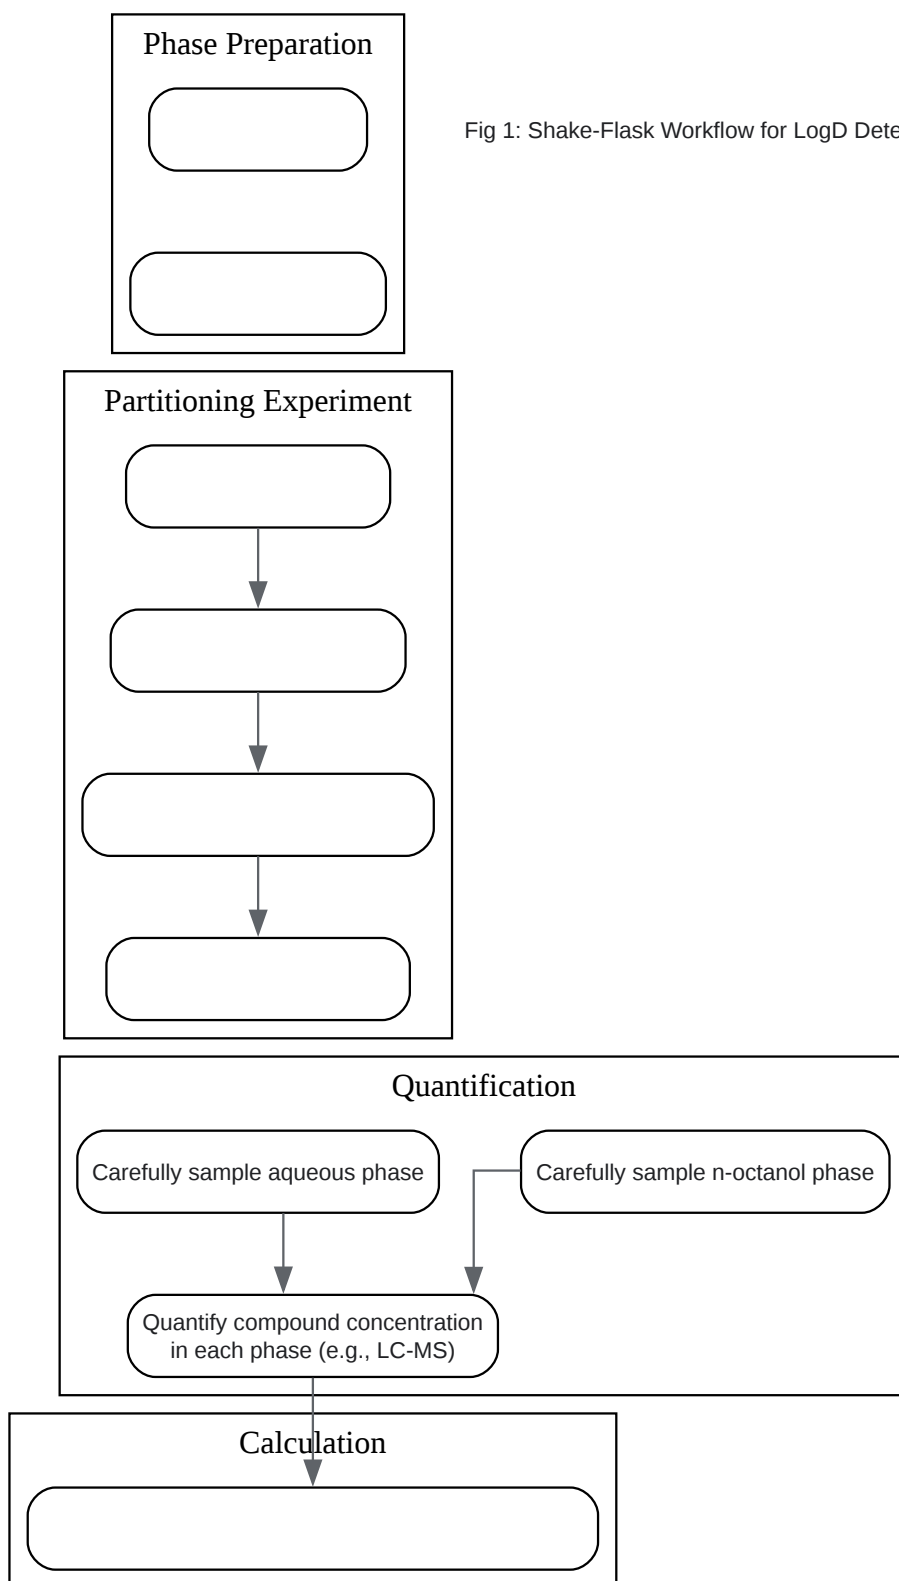 Phase Preparation
Fig 1: Shake-Flask Workflow for LogD Dete
Partitioning Experiment
Quantification
Carefully sample aqueous phase
Carefully sample n-octanol phase
Quantify compound concentration
in each phase (e.g., LC-MS)
Calculation